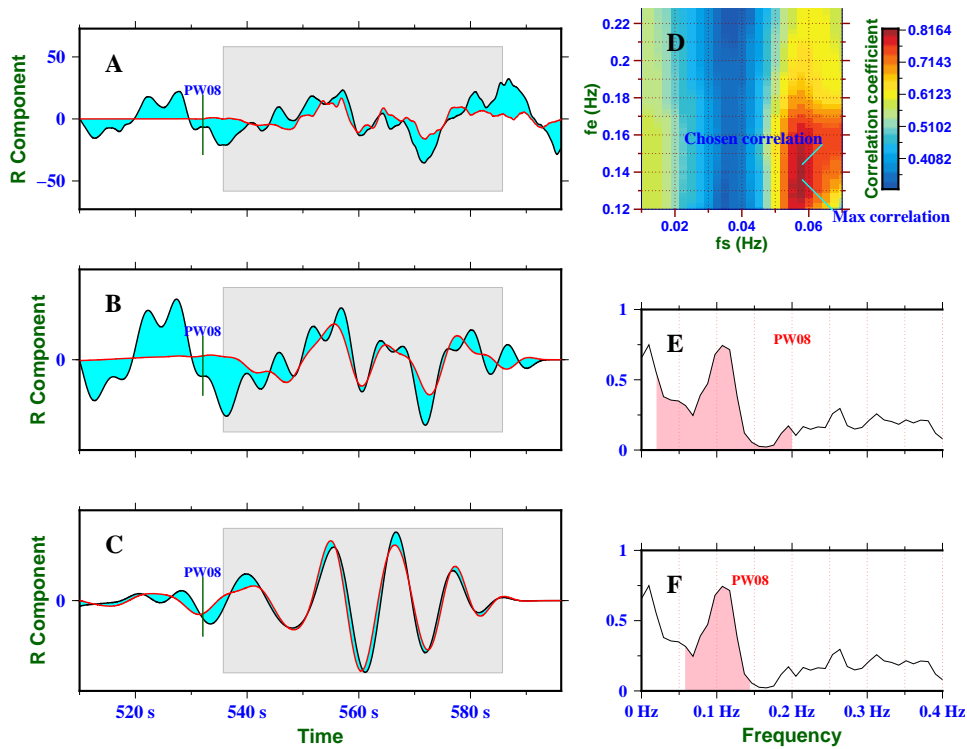 A
PW08
R Component
50
0
−50
B
PW08
R Component
0
C
PW08
R Component
0
520 s 540 s 560 s 580 s
Time
D
fe (Hz)
0.22
0.2
0.18
0.16
0.14
0.12
Chosen correlation
Max correlation
0.02 0.04 0.06
fs (Hz)
Correlation coefficient
0.8164
0.7143
0.6123
0.5102
0.4082
E
PW08
1
0.5
0
F
PW08
1
0.5
0
0 Hz 0.1 Hz 0.2 Hz 0.3 Hz 0.4 Hz
Frequency